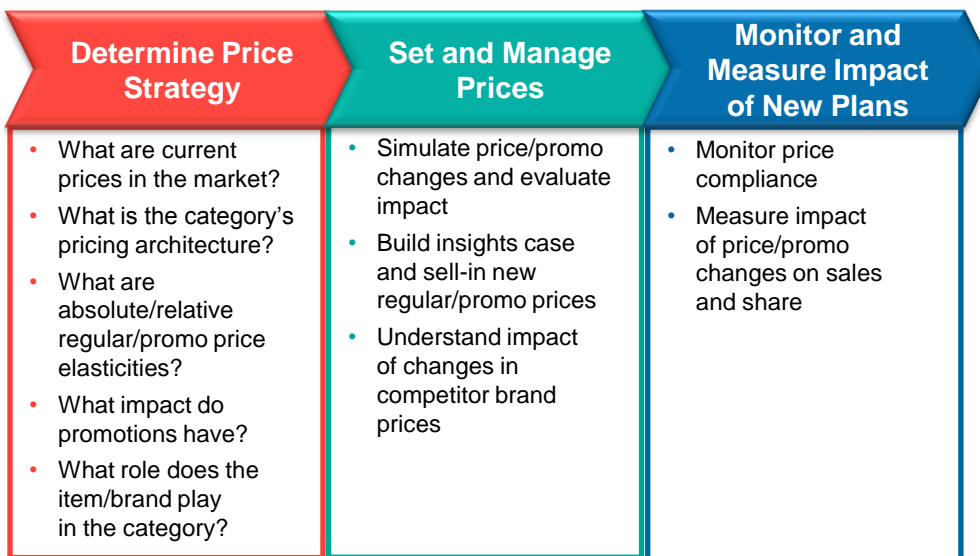 Determine Price
Strategy
• What are current
prices in the market?
• What is the category’s
pricing architecture?
• What are
absolute/relative
regular/promo price
elasticities?
• What impact do
promotions have?
• What role does the
item/brand play
in the category?
Set and Manage
Prices
• Simulate price/promo
changes and evaluate
impact
• Build insights case
and sell-in new
regular/promo prices
• Understand impact
of changes in
competitor brand
prices
Monitor and
Measure Impact
of New Plans
• Monitor price
compliance
• Measure impact
of price/promo
changes on sales
and share